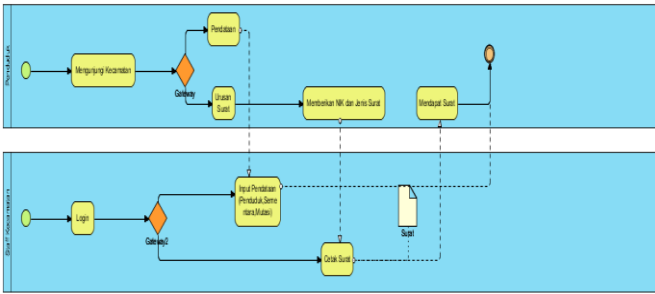 Penduduk
Mengunjungi Kecamatan
Gateway
Pendataan
Urusan
Surat
Memberikan NIK dan Jenis Surat
Mendapat Surat
Staff Kecamatan
Login
Gateway2
Input Pendataan
(Penduduk,Seme
ntara,Mutasi)
Cetak Surat
Surat